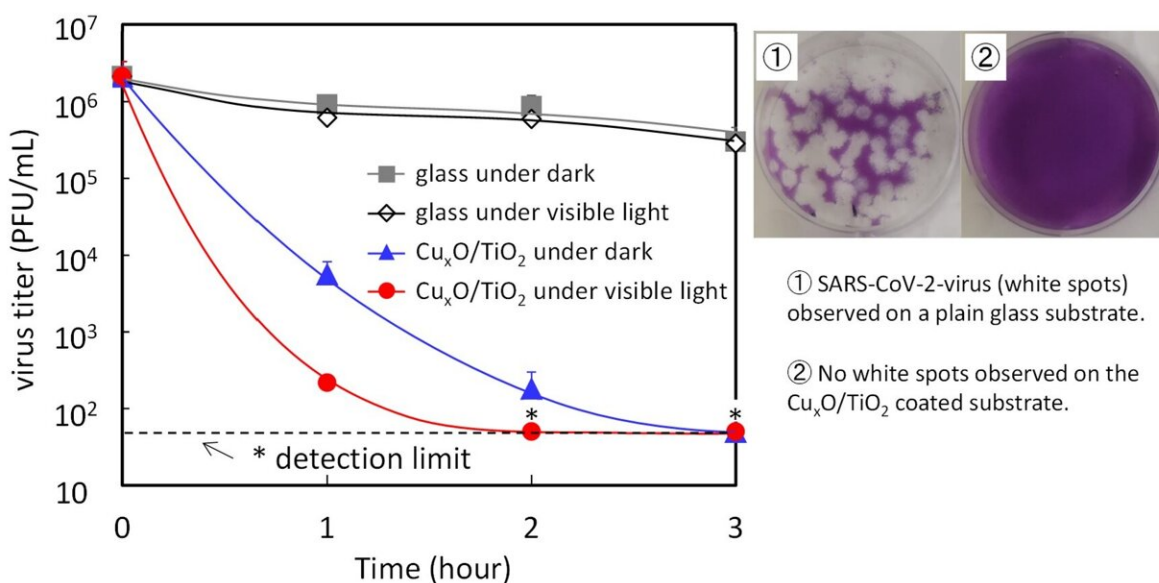 10⁷
10⁶
10⁵
10⁴
10³
10²
10
virus titer (PFU/mL)
glass under dark
glass under visible light
CuₓO/TiO₂ under dark
CuₓO/TiO₂ under visible light
* *
* detection limit
0 1 2 3
Time (hour)
① ②
① SARS-CoV-2-virus (white spots)
observed on a plain glass substrate.
② No white spots observed on the
CuₓO/TiO₂ coated substrate.